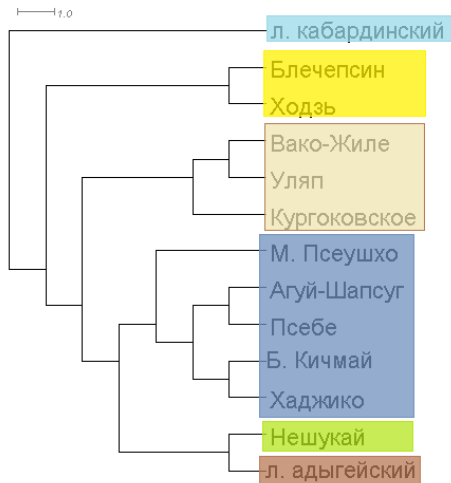 1.0
л. кабардинский
Блечепсин
Ходзь
Вако-Жиле
Уляп
Кургоковское
М. Псеушхо
Агуй-Шапсуг
Псебе
Б. Кичмай
Хаджико
Нешукай
л. адыгейский